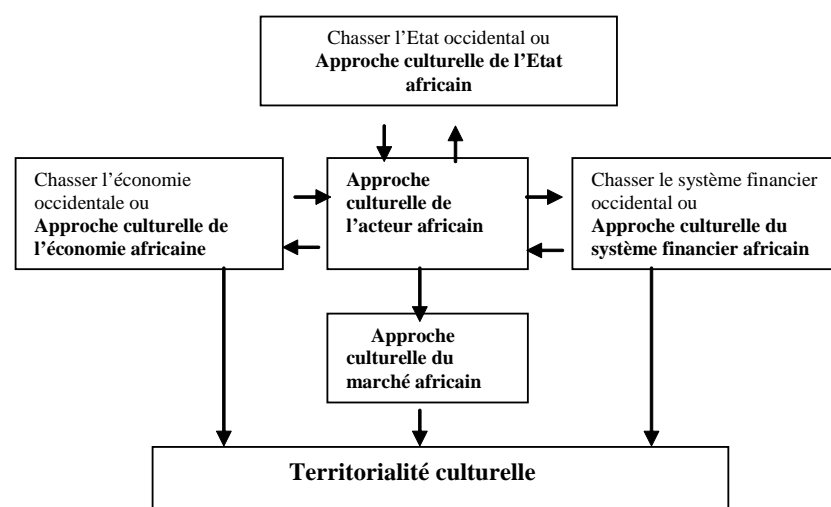 Chasser l’Etat occidental ou
Approche culturelle de l’Etat
africain
Chasser l’économie
occidentale ou
Approche culturelle de
l’économie africaine
Approche
culturelle de
l’acteur africain
Chasser le système financier
occidental ou
Approche culturelle du
système financier africain
Approche
culturelle du
marché africain
Territorialité culturelle